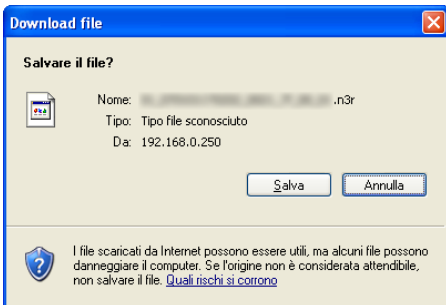 Download file
Salvare il file?
Nome: .n3r
Tipo: Tipo file sconosciuto
Da: 192.168.0.250
Salva Annulla
I file scaricati da Internet possono essere utili, ma alcuni file possono
danneggiare il computer. Se l'origine non è considerata attendibile,
non salvare il file. Quali rischi si corrono